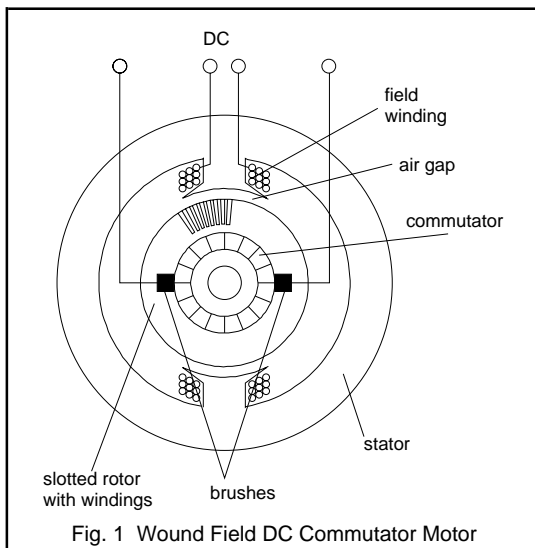 DC
field
winding
air gap
commutator
stator
slotted rotor
with windings
brushes
Fig. 1 Wound Field DC Commutator Motor